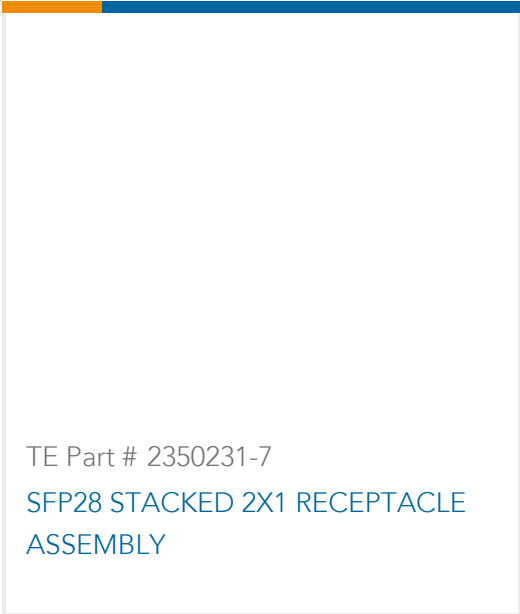 TE Part # 2350231-7
SFP28 STACKED 2X1 RECEPTACLE
ASSEMBLY